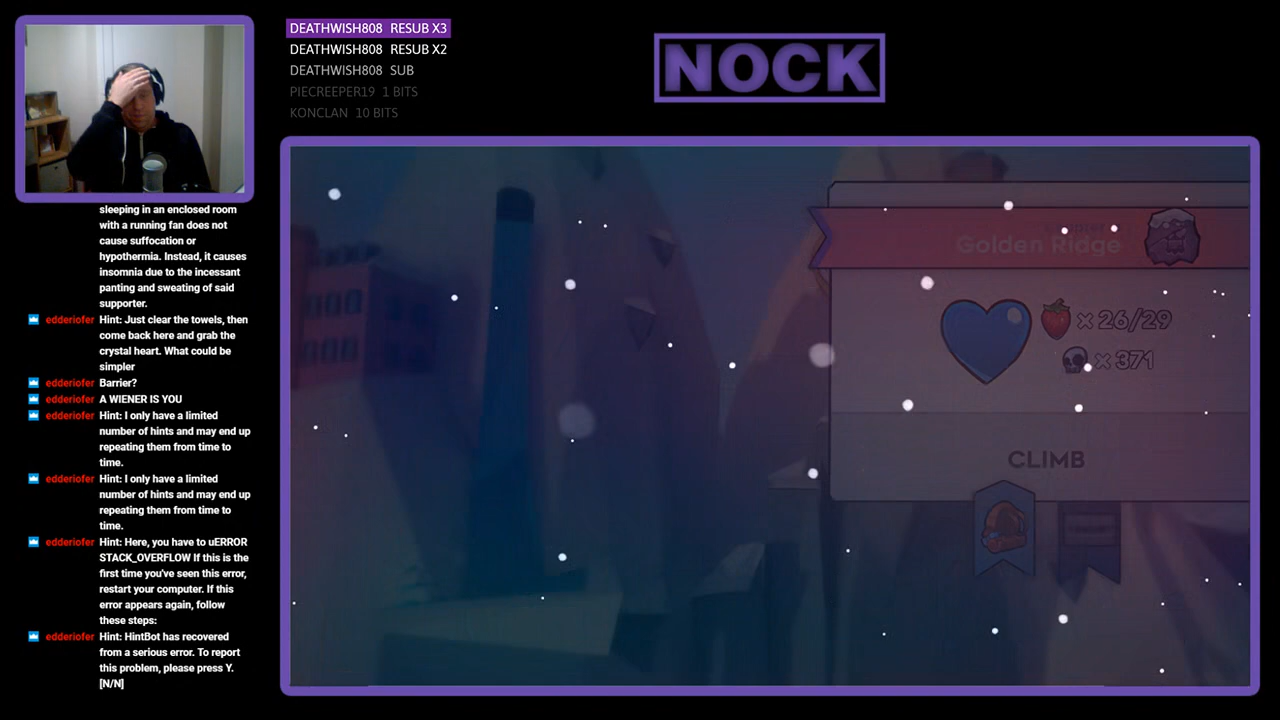 DEATHWISH808 RESUB X3
DEATHWISH808 RESUB X2
DEATHWISH808 SUB
PIECREEPER19 1 BITS
KONCLAN 10 BITS
NOCK
sleeping in an enclosed room
with a running fan does not
cause suffocation or
hypothermia. Instead, it causes
insomnia due to the incessant
panting and sweating of said
supporter.
edderiofer Hint: Just clear the towels, then
come back here and grab the
crystal heart. What could be
simpler
edderiofer Barrier?
edderiofer A WIENER IS YOU
edderiofer Hint: I only have a limited
number of hints and may end up
repeating them from time to
time.
edderiofer Hint: I only have a limited
number of hints and may end up
repeating them from time to
time.
edderiofer Hint: Here, you have to uERROR
STACK_OVERFLOW If this is the
first time you've seen this error,
restart your computer. If this
error appears again, follow
these steps:
edderiofer Hint: HintBot has recovered
from a serious error. To report
this problem, please press Y.
[N/N]
Golden Ridge
x 26/29
x 371
CLIMB